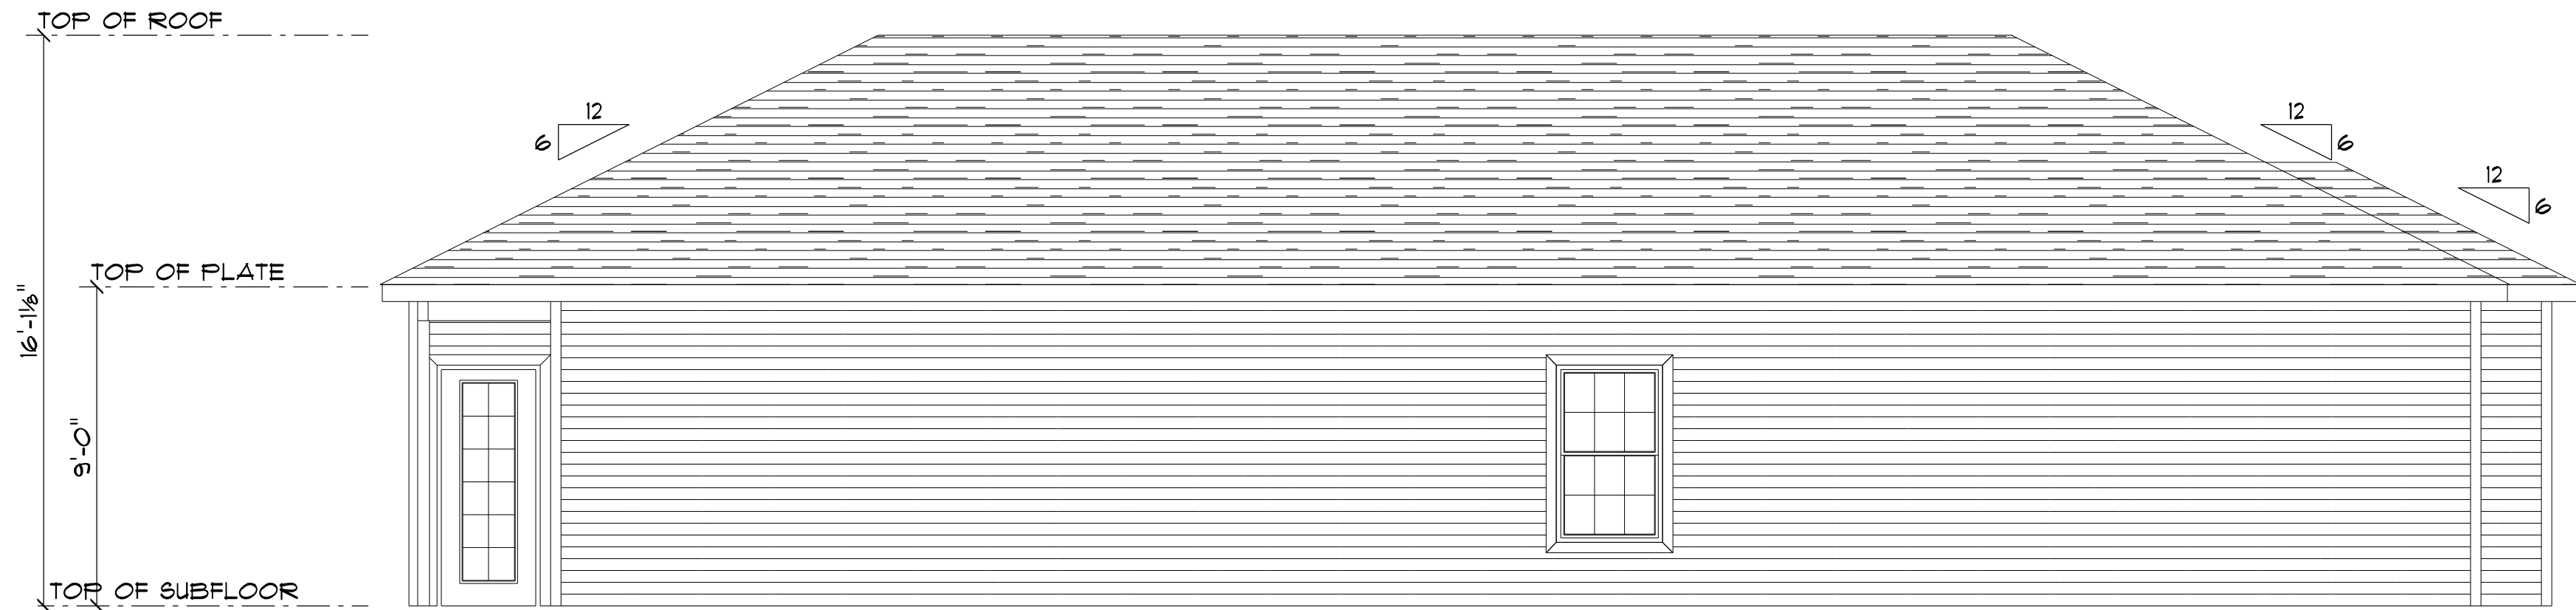 TOP OF ROOF
12
6
12
6
12
6
TOP OF PLATE
16'-1⅛"
9'-0"
TOP OF SUBFLOOR